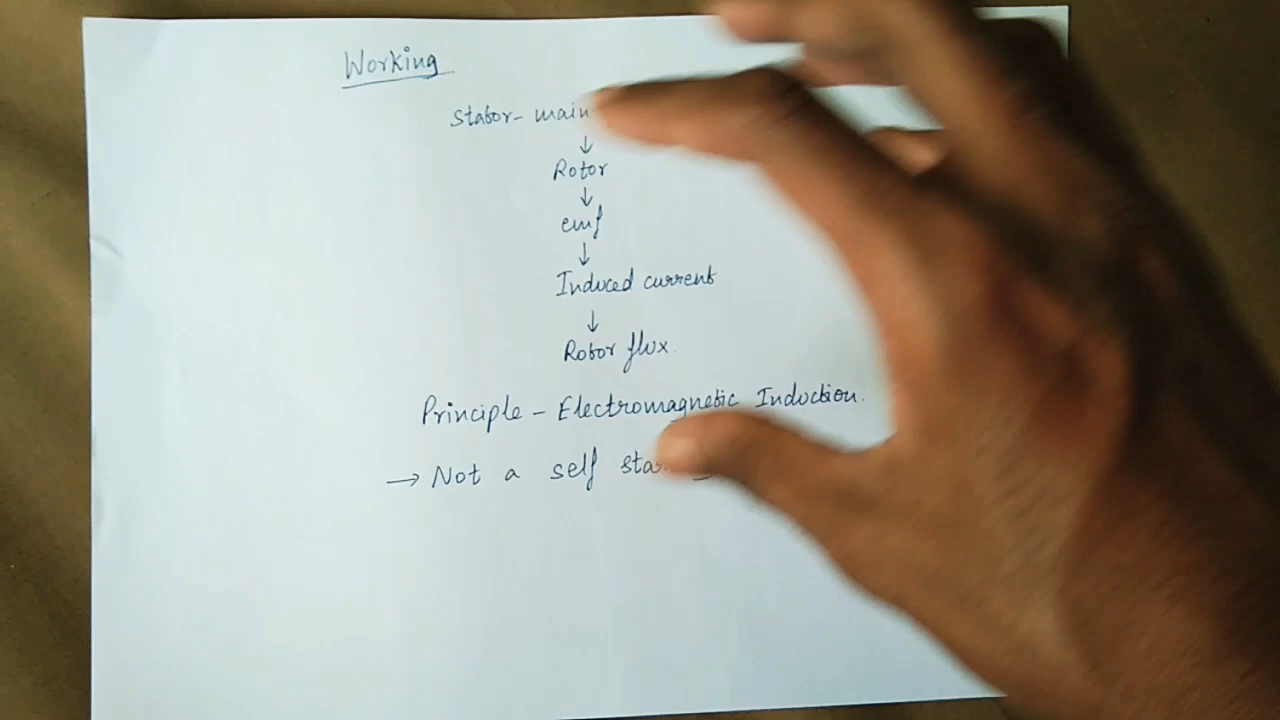 Working
Stator - main
↓
Rotor
↓
emf
↓
Induced current
↓
Rotor flux.
Principle - Electromagnetic Induction.
→ Not a self